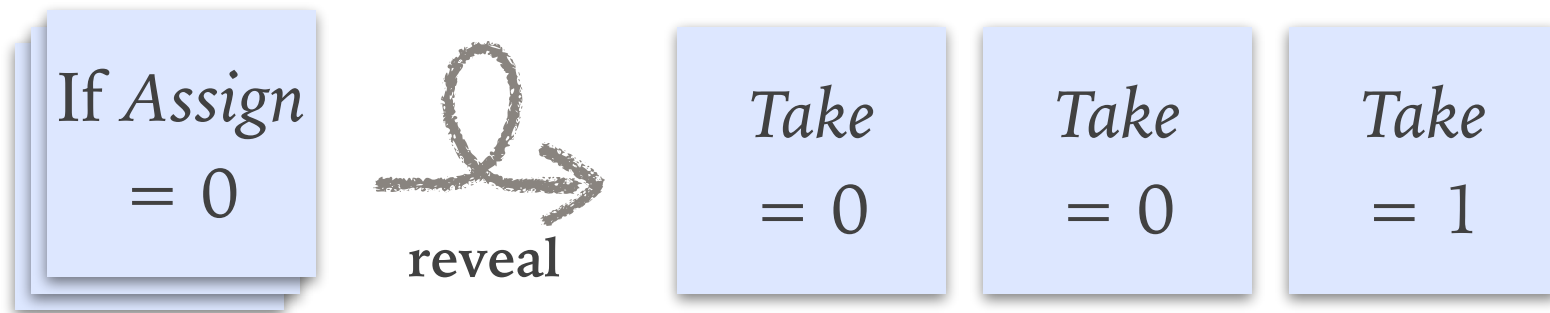 If Assign
= 0
reveal
Take
= 0
Take
= 0
Take
= 1